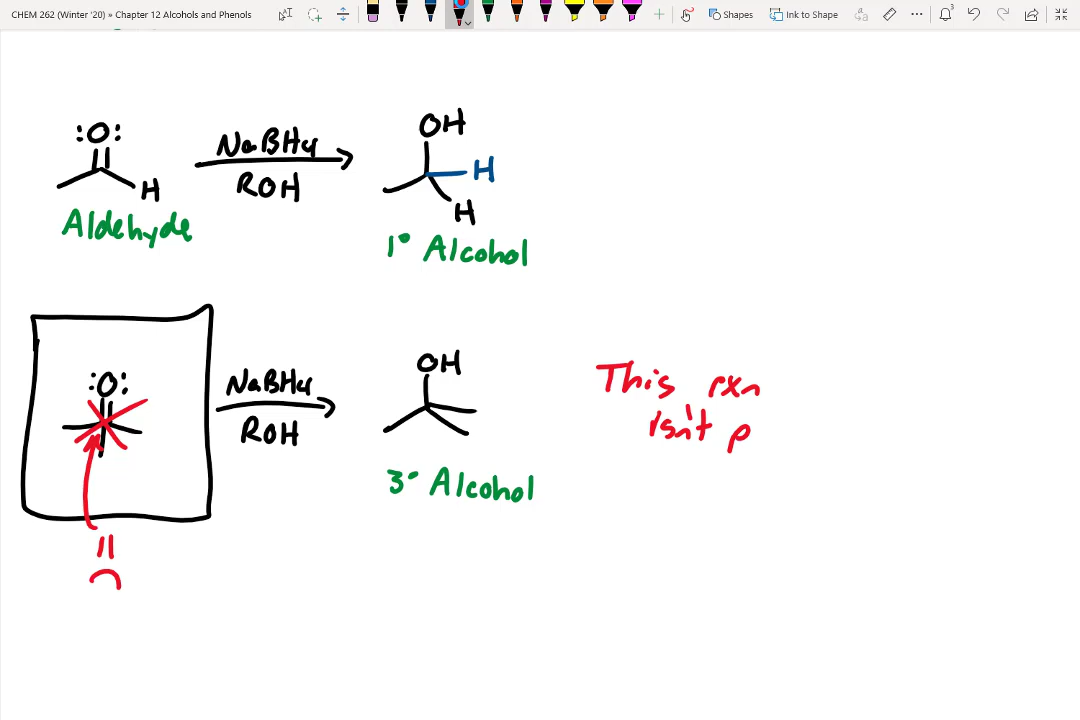 CHEM 262 (Winter '20) » Chapter 12 Alcohols and Phenols
Shapes
Ink to Shape
3
:O:
NaBH4
ROH
H
OH
H
H
Aldehyde
1° Alcohol
:O:
NaBH4
ROH
OH
3° Alcohol
This rxn
isn't p